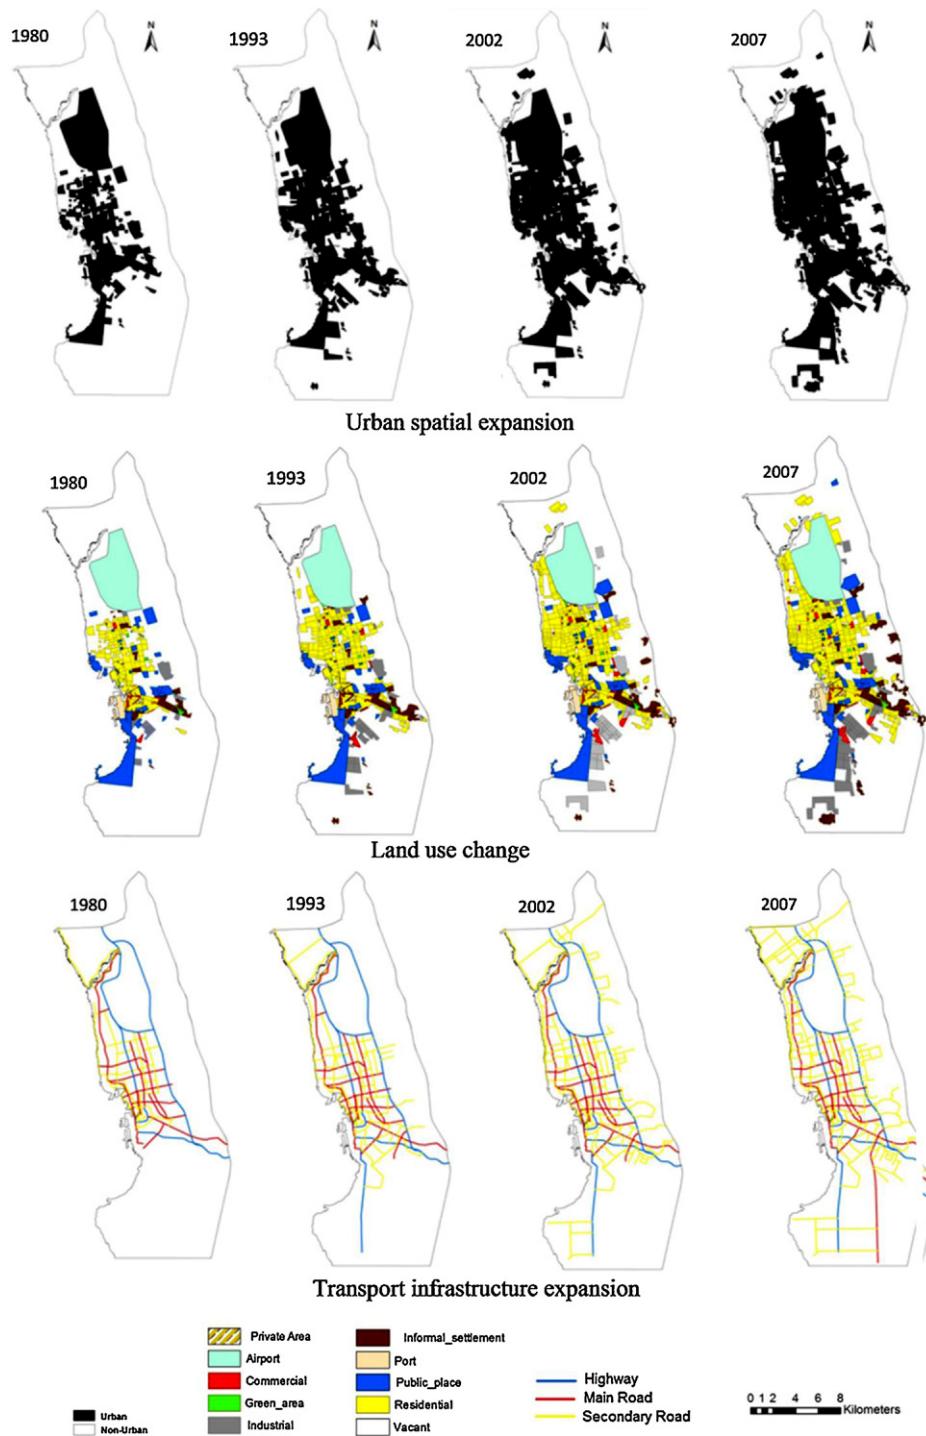 N N N N
1980 1993 2002 2007
Urban spatial expansion
1980 1993 2002 2007
Land use change
1980 1993 2002 2007
Transport infrastructure expansion
Private Area Informal_settlement
Airport Port
Commercial Public_place Highway
Green_area Residential Main Road
Industrial Vacant Secondary Road
Urban
Non-Urban
0 1 2 4 6 8
Kilometers